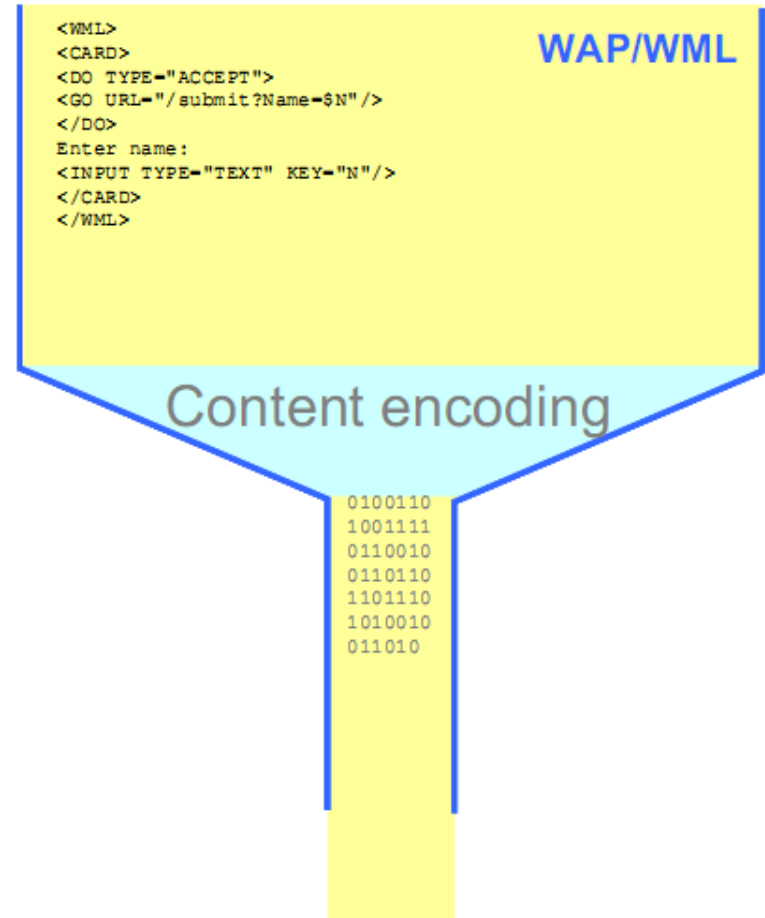 <WML>
<CARD>
<DO TYPE="ACCEPT">
<GO URL="/submit?Name=$N"/>
</DO>
Enter name:
<INPUT TYPE="TEXT" KEY="N"/>
</CARD>
</WML>
WAP/WML
Content encoding
0100110
1001111
0110010
0110110
1101110
1010010
011010